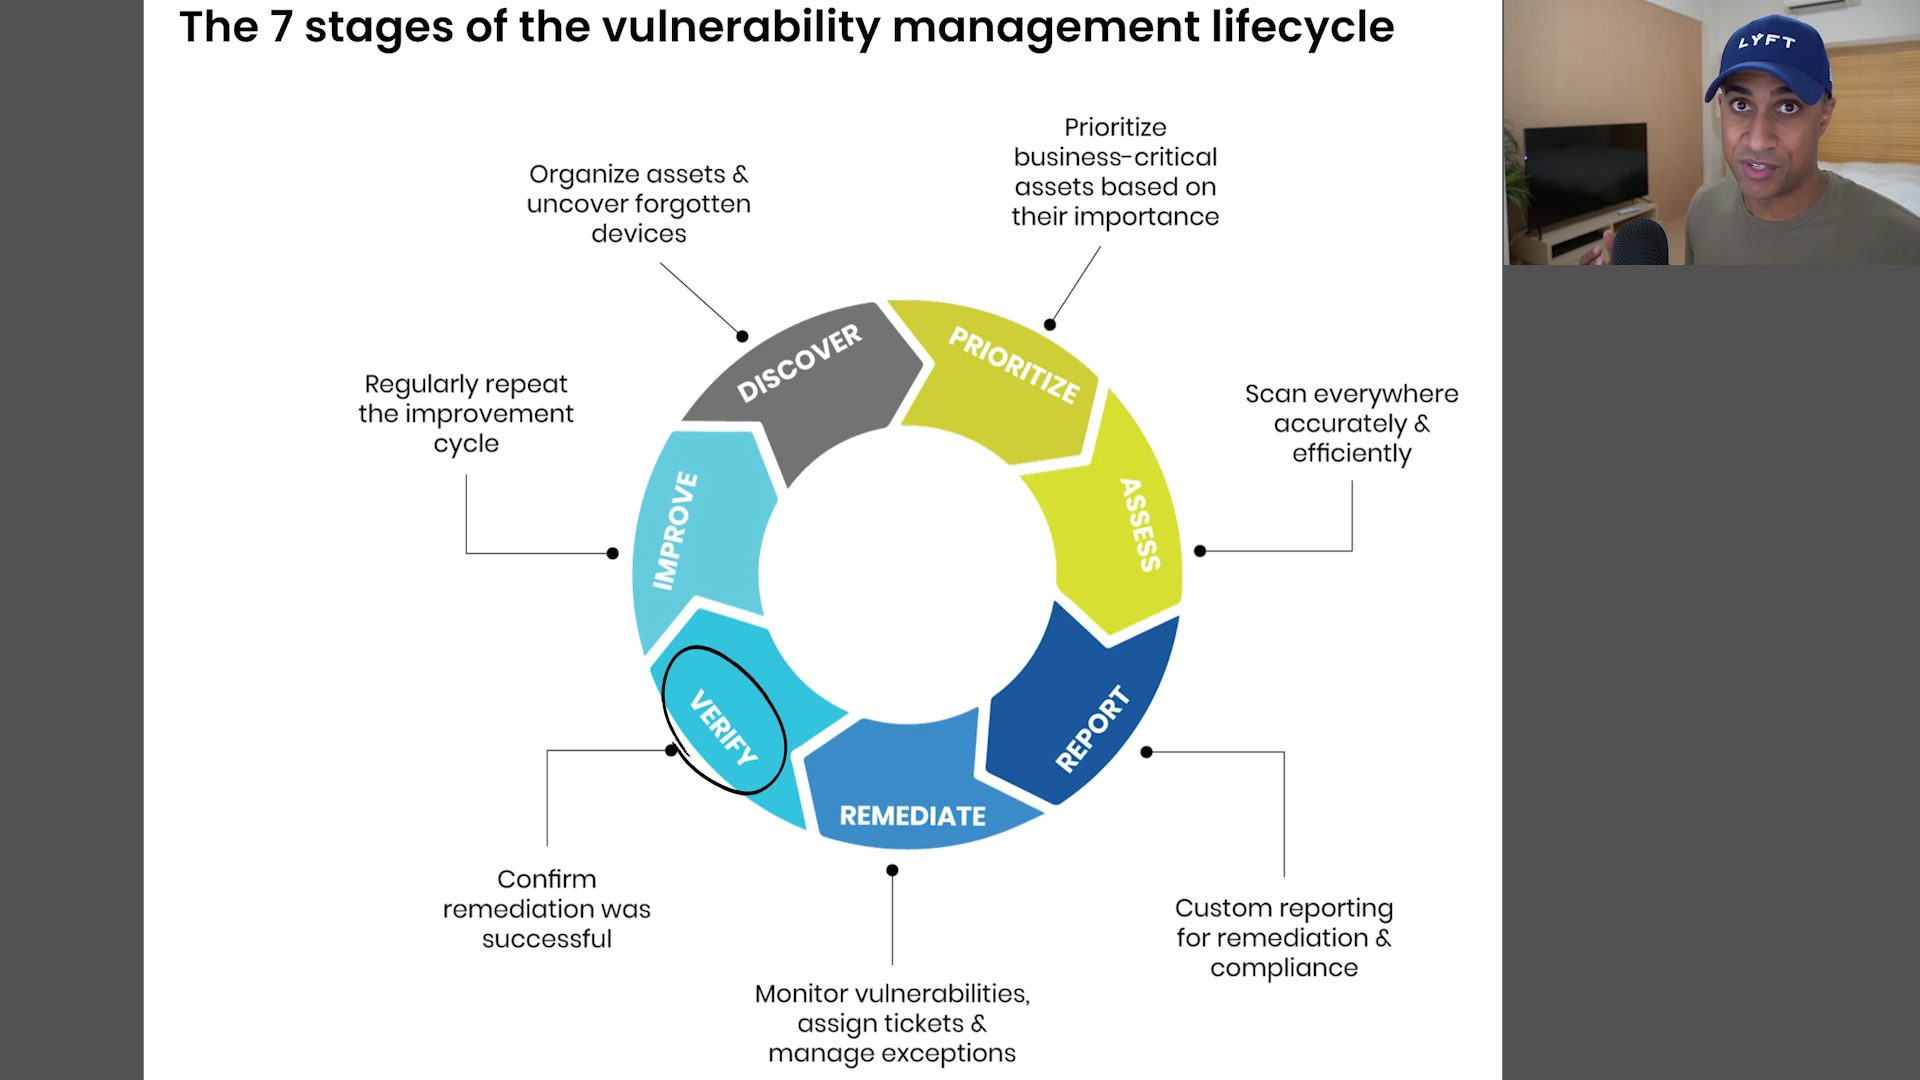 The 7 stages of the vulnerability management lifecycle
LYFT
Prioritize
business-critical
assets based on
their importance
Organize assets &
uncover forgotten
devices
DISCOVER
PRIORITIZE
Regularly repeat
the improvement
cycle
Scan everywhere
accurately &
efficiently
IMPROVE
ASSESS
VERIFY
REPORT
REMEDIATE
Confirm
remediation was
successful
Custom reporting
for remediation &
compliance
Monitor vulnerabilities,
assign tickets &
manage exceptions